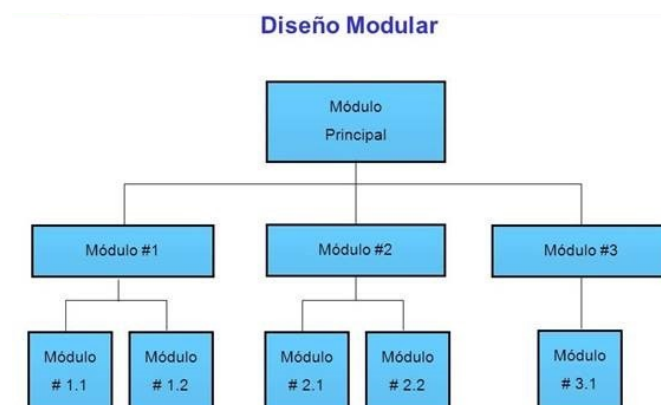 Diseño Modular
Módulo
Principal
Módulo #1
Módulo #2
Módulo #3
Módulo
# 1.1
Módulo
# 1.2
Módulo
# 2.1
Módulo
# 2.2
Módulo
# 3.1